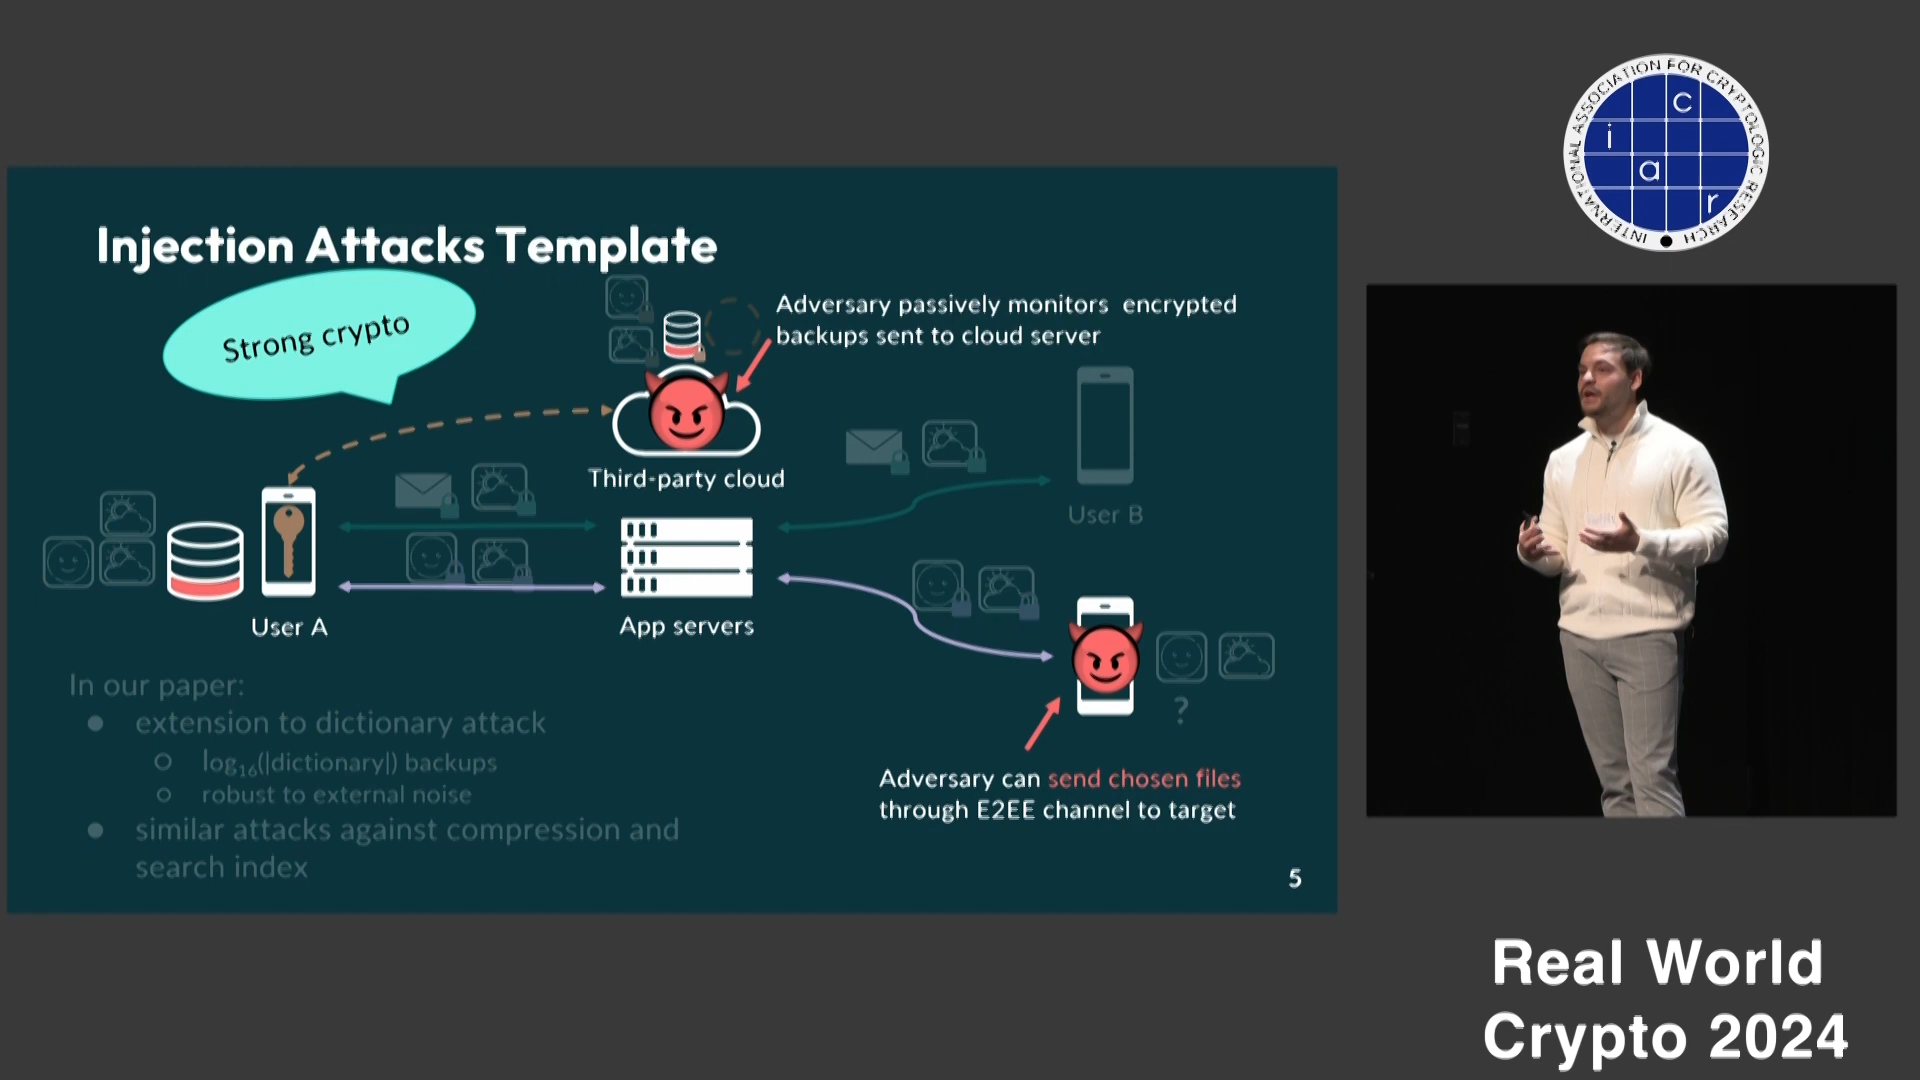 Injection Attacks Template
Strong crypto
Adversary passively monitors encrypted
backups sent to cloud server
Third-party cloud
User B
User A
App servers
In our paper:
extension to dictionary attack
log₁₆(|dictionary|) backups
robust to external noise
similar attacks against compression and
search index
?
Adversary can send chosen files
through E2EE channel to target
5
INTERNATIONAL ASSOCIATION FOR CRYPTOLOGIC RESEARCH
c
i
a
r
Real World
Crypto 2024